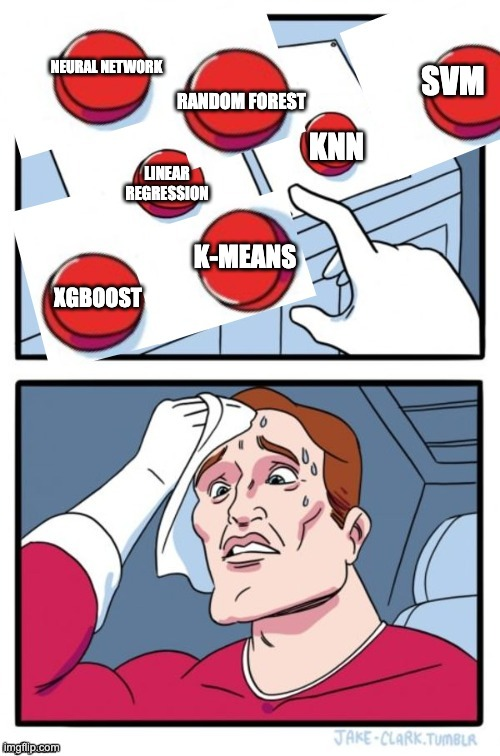 NEURAL NETWORK
RANDOM FOREST
SVM
KNN
LINEAR
REGRESSION
K-MEANS
XGBOOST
JAKE-CLARK.TUMBLR
imgflip.com